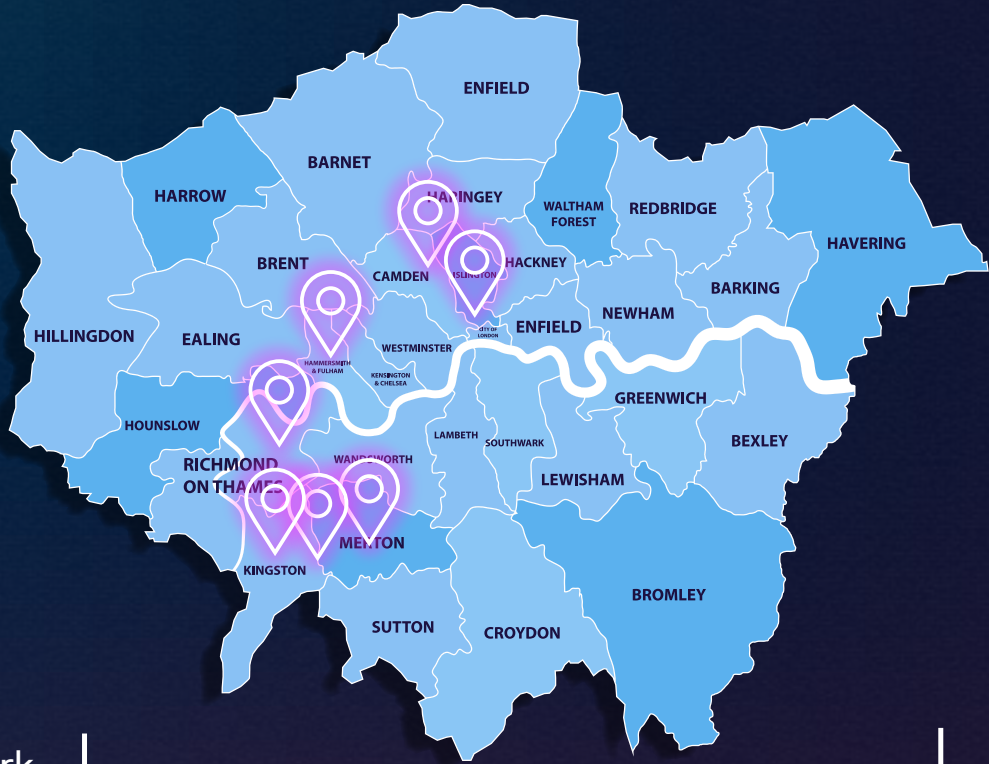 ENFIELD
BARNET
HARROW
HARINGEY
WALTHAM
FOREST
REDBRIDGE
HAVERING
BRENT
CAMDEN
ISLINGTON
HACKNEY
BARKING
HILLINGDON
EALING
NEWHAM
CITY OF
LONDON
ENFIELD
WESTMINSTER
HAMMERSMITH
& FULHAM
KENSINGTON
& CHELSEA
GREENWICH
HOUNSLOW
LAMBETH
SOUTHWARK
BEXLEY
RICHMOND
ON THAMES
WANDSWORTH
LEWISHAM
MERTON
KINGSTON
BROMLEY
SUTTON
CROYDON
rk